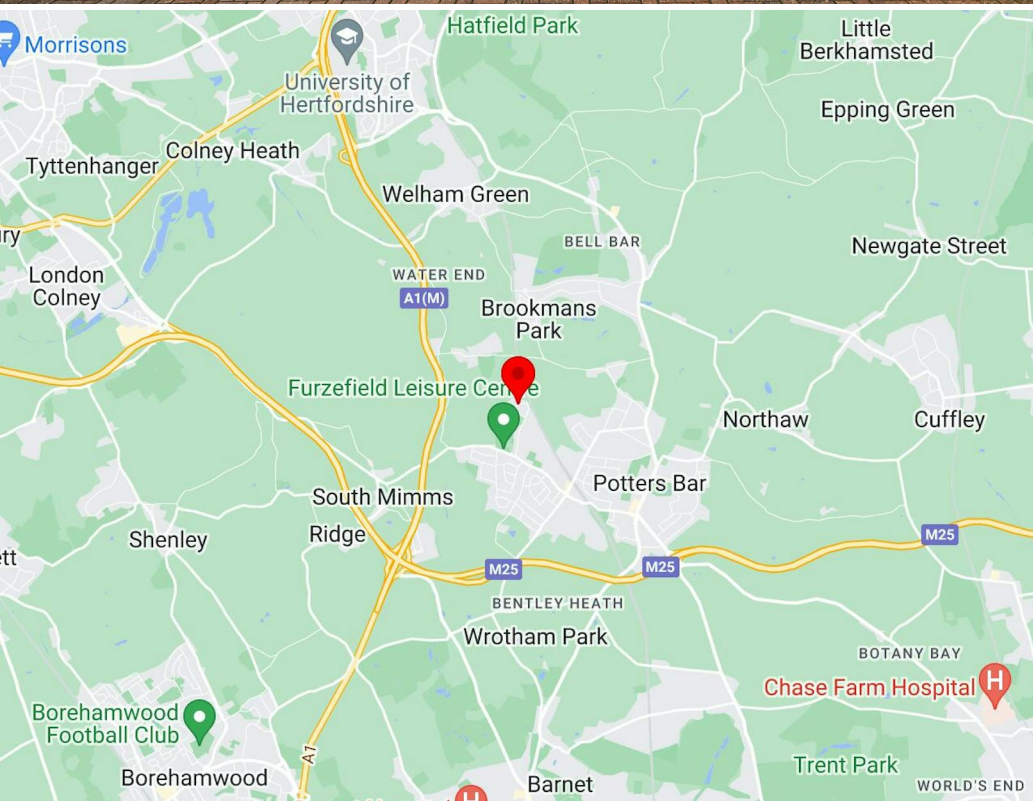 Hatfield Park
Little
Berkhamsted
Morrisons
University of
Hertfordshire
Epping Green
Colney Heath
Tyttenhanger
Welham Green
BELL BAR
Newgate Street
ry
London
Colney
WATER END
A1(M)
Brookmans
Park
Furzefield Leisure Cen e
Northaw
Cuffley
Potters Bar
South Mimms
Ridge
Shenley
ett
M25
M25
M25
BENTLEY HEATH
Wrotham Park
BOTANY BAY
Chase Farm Hospital
H
Borehamwood
Football Club
A1
Trent Park
Borehamwood
Barnet
WORLD'S END
H